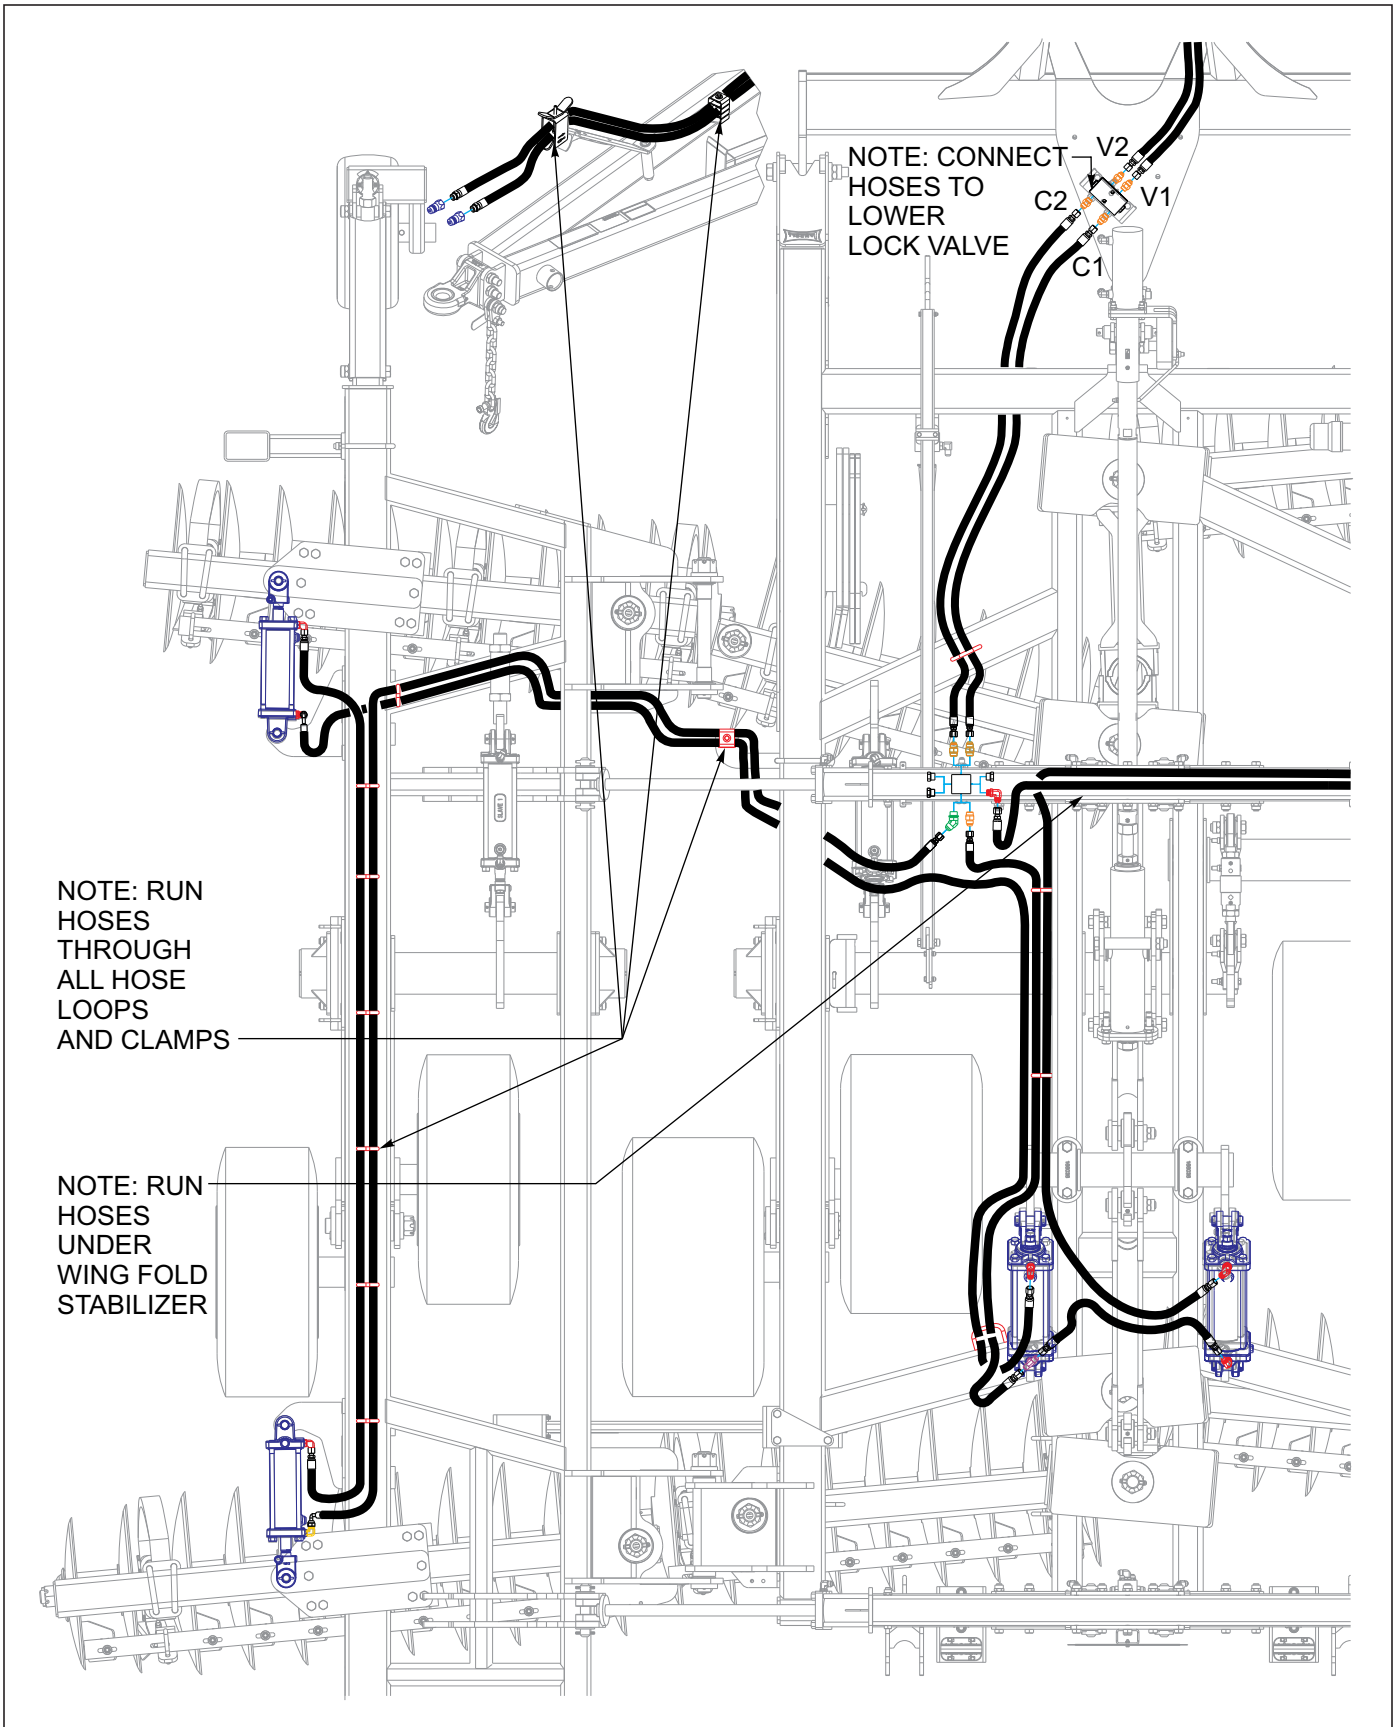 NOTE: CONNECT
HOSES TO
LOWER
LOCK VALVE
V2
V1
C2
C1
NOTE: RUN
HOSES
THROUGH
ALL HOSE
LOOPS
AND CLAMPS
NOTE: RUN
HOSES
UNDER
WING FOLD
STABILIZER